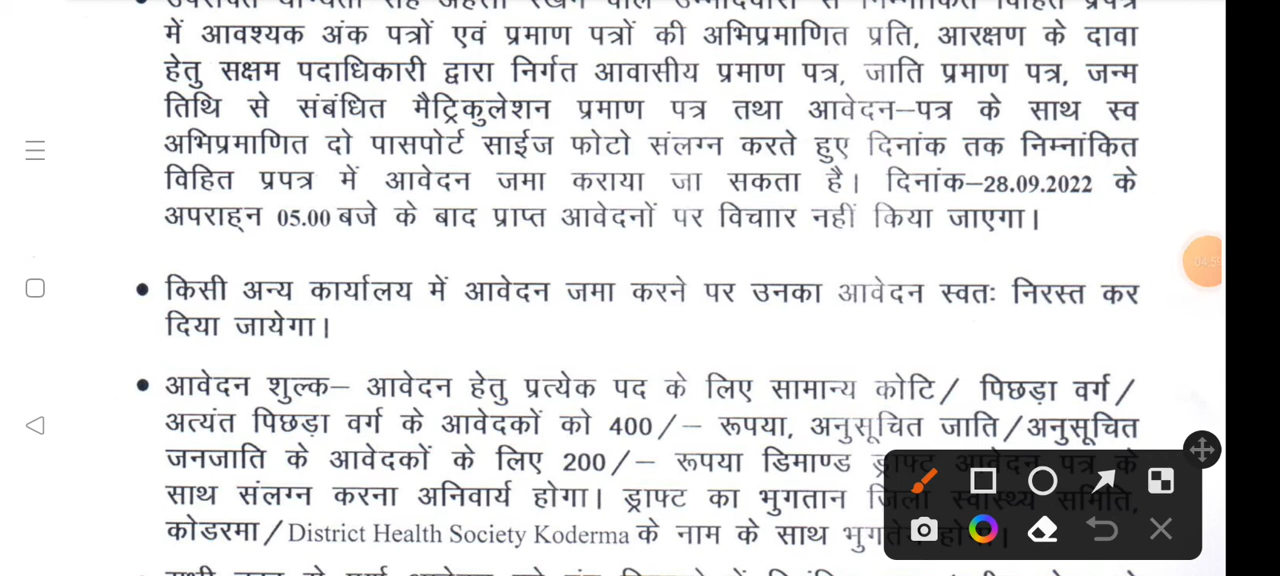 में आवश्यक अंक पत्रों एवं प्रमाण पत्रों की अभिप्रमाणित प्रति, आरक्षण के दावा
हेतु सक्षम पदाधिकारी द्वारा निर्गत आवासीय प्रमाण पत्र, जाति प्रमाण पत्र, जन्म
तिथि से संबंधित मैट्रिकुलेशन प्रमाण पत्र तथा आवेदन–पत्र के साथ स्व
अभिप्रमाणित दो पासपोर्ट साईज फोटो संलग्न करते हुए दिनांक तक निम्नांकित
विहित प्रपत्र में आवेदन जमा कराया जा सकता है। दिनांक–28.09.2022 के
अपराह्न 05.00 बजे के बाद प्राप्त आवेदनों पर विचाार नहीं किया जाएगा।
• किसी अन्य कार्यालय में आवेदन जमा करने पर उनका आवेदन स्वतः निरस्त कर
दिया जायेगा।
• आवेदन शुल्क– आवेदन हेतु प्रत्येक पद के लिए सामान्य कोटि/ पिछड़ा वर्ग/
अत्यंत पिछड़ा वर्ग के आवेदकों को 400/– रूपया, अनुसूचित जाति/अनुसूचित
जनजाति के आवेदकों के लिए 200/– रूपया डिमाण्ड ड्राफ्ट आवेदन पत्र के
साथ संलग्न करना अनिवार्य होगा। ड्राफ्ट का भुगतान जिला स्वास्थ्य समिति,
कोडरमा/District Health Society Koderma के नाम के साथ